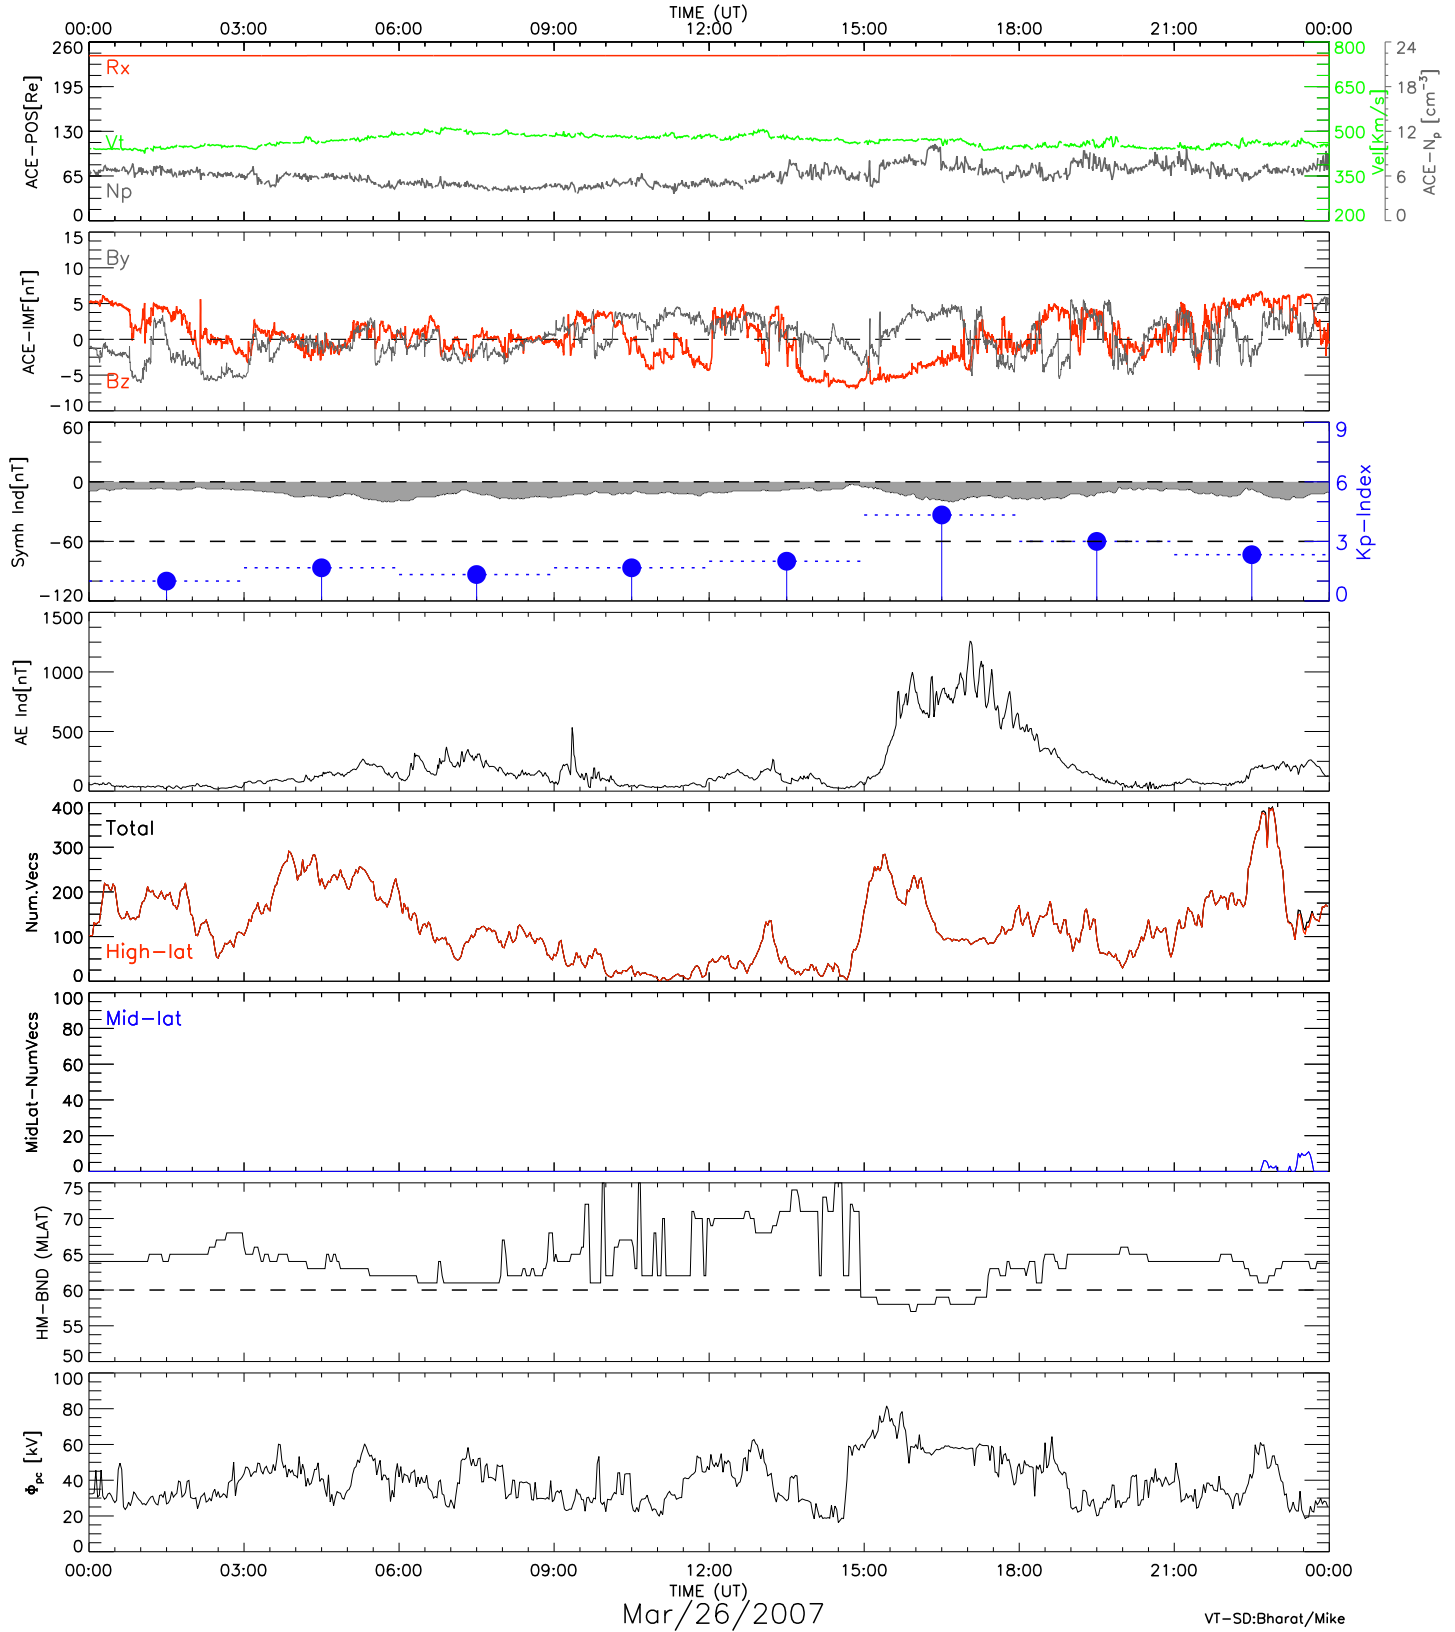 TIME (UT)
00:00 03:00 06:00 09:00 12:00 15:00 18:00 21:00 00:00
ACE-POS[Re]
260
195
130
65
0
Rx
Vt
Np
800
650
500
350
200
Vel[Km/s]
24
18
12
6
0
ACE-Np [cm-3]
ACE-IMF[nT]
15
10
5
0
-5
-10
By
Bz
Symh Ind[nT]
60
0
-60
-120
9
6
3
0
Kp-Index
AE Ind[nT]
1500
1000
500
0
Num.Vecs
400
300
200
100
0
Total
High-lat
MidLat-NumVecs
100
80
60
40
20
0
Mid-lat
HM-BND (MLAT)
75
70
65
60
55
50
Φpc [kV]
100
80
60
40
20
0
00:00 03:00 06:00 09:00 12:00 15:00 18:00 21:00 00:00
TIME (UT)
Mar/26/2007
VT-SD:Bharat/Mike